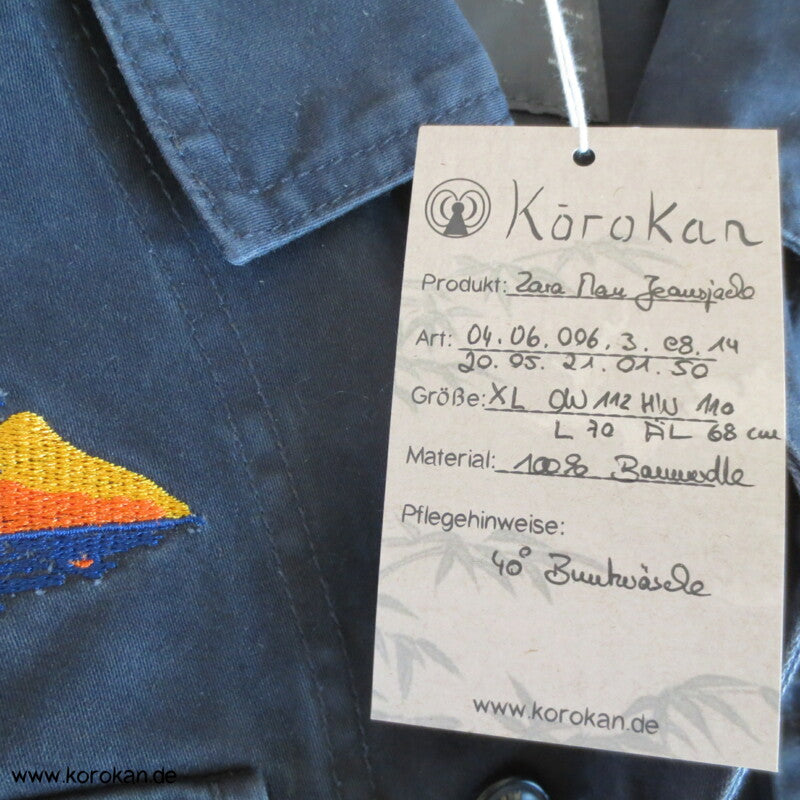 KōroKan
Produkt: Zara Man Jeansjacke
Art: 04. 06. 006. 3. 08. 14
20. 05. 21. 01. 50
Größe: XL OW 112 HW 110
L 70 ÄL 68 cm
Material: 100% Baumwolle
Pflegehinweise:
40° Buntwäsche
www.korokan.de
www.korokan.de